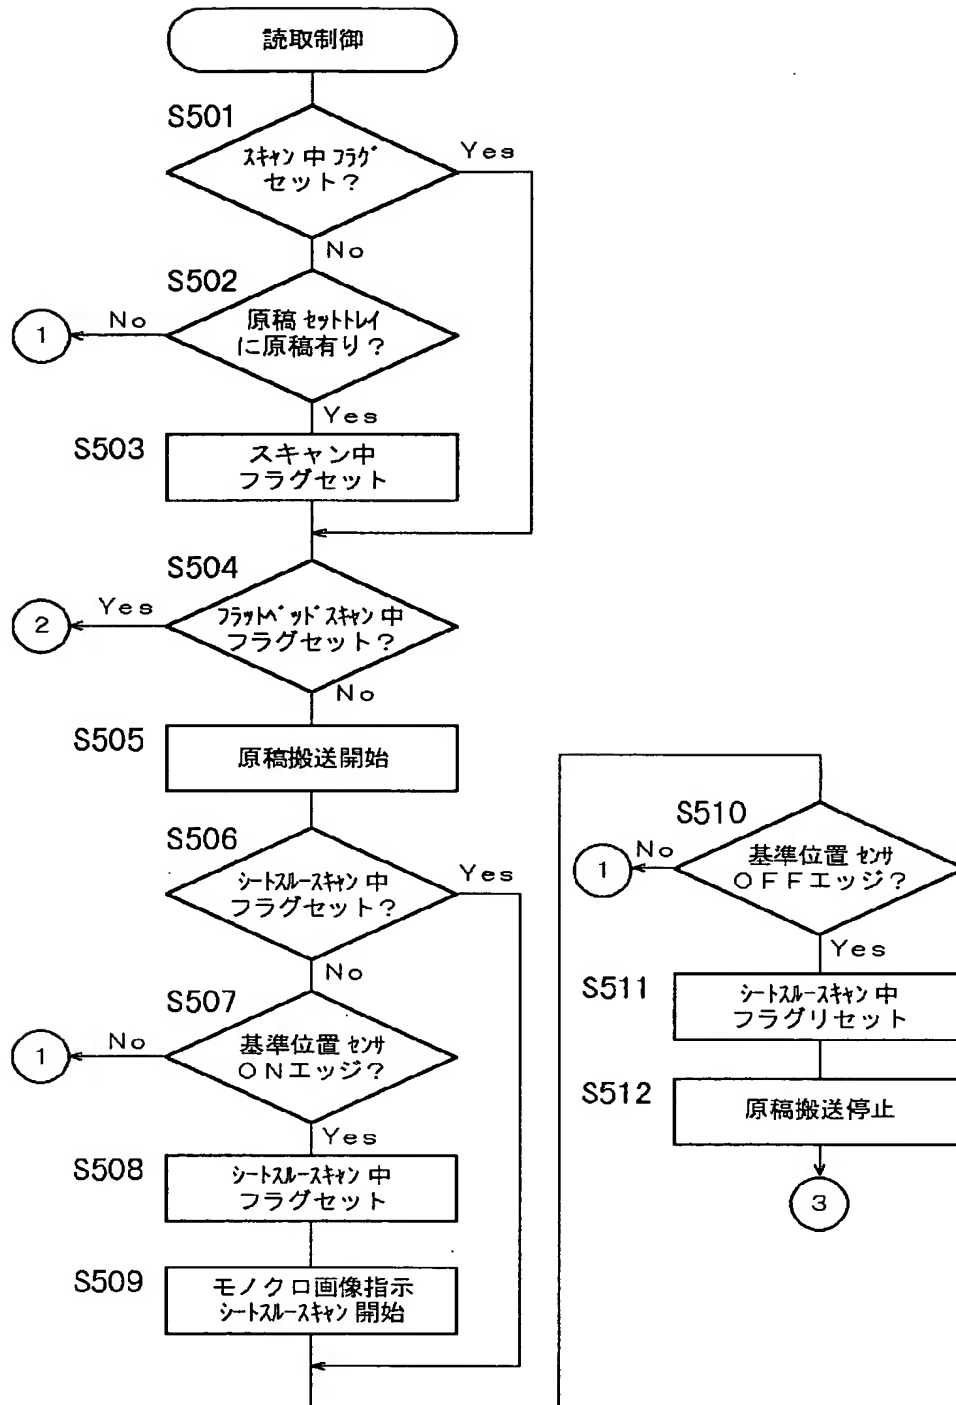 読取制御
S501
スキャン中フラグ
セット？
Yes
No
S502
原稿セットトレイ
に原稿有り？
No
1
Yes
S503
スキャン中
フラグセット
S504
フラットベッドスキャン中
フラグセット？
Yes
2
No
S505
原稿搬送開始
S506
シートスルースキャン中
フラグセット？
Yes
No
S507
基準位置センサ
ＯＮエッジ？
No
1
Yes
S508
シートスルースキャン中
フラグセット
S509
モノクロ画像指示
シートスルースキャン開始
S510
基準位置センサ
ＯＦＦエッジ？
No
1
Yes
S511
シートスルースキャン中
フラグリセット
S512
原稿搬送停止
3